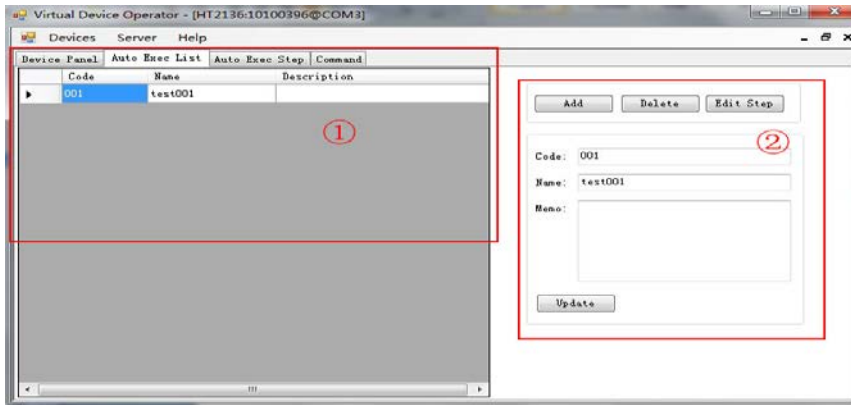 Virtual Device Operator - [HT2136:10100396@COM3]
Devices Server Help
Device Panel Auto Exec List Auto Exec Step Command
Code Name Description
001 test001
①
Add Delete Edit Step
②
Code: 001
Name: test001
Memo:
Update